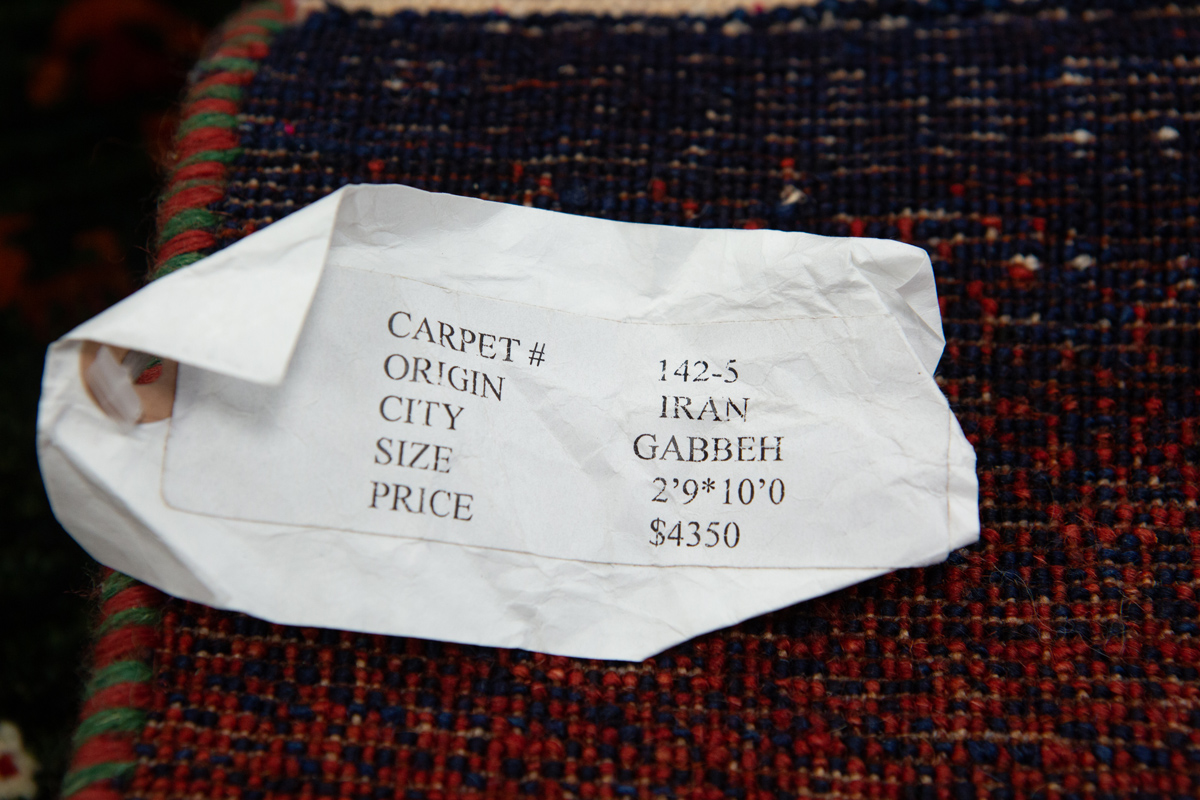 CARPET # 142-5
ORIGIN IRAN
CITY GABBEH
SIZE 2'9*10'0
PRICE $4350